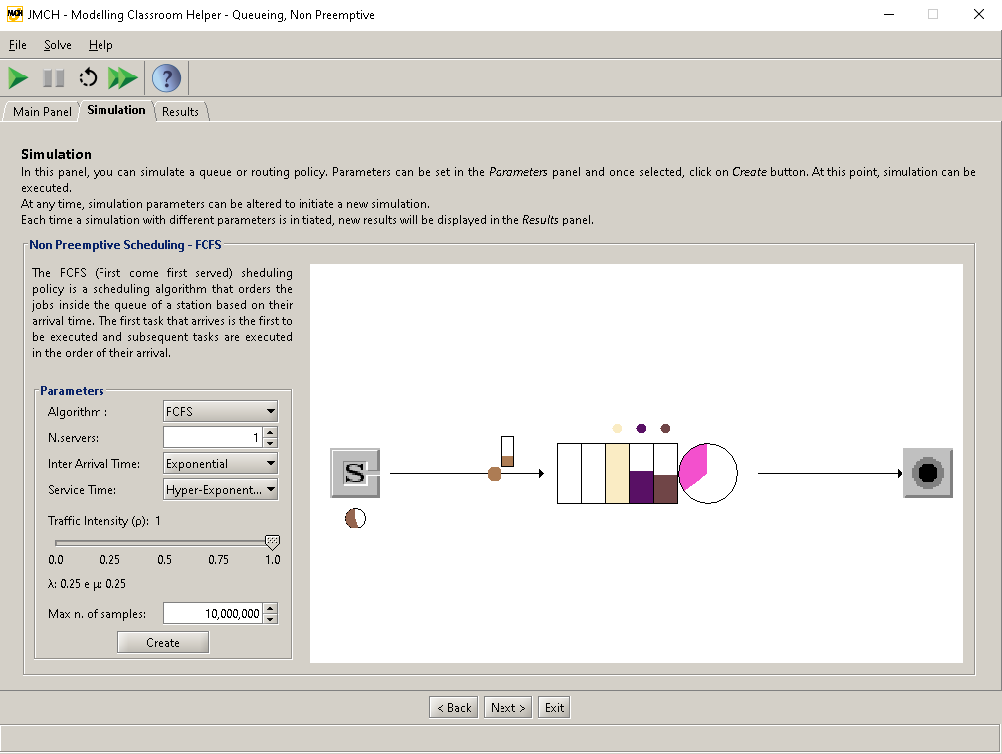 JMCH - Modelling Classroom Helper - Queueing, Non Preemptive
File Solve Help
Main Panel Simulation Results
Simulation
In this panel, you can simulate a queue or routing policy. Parameters can be set in the Parameters panel and once selected, click on Create button. At this point, simulation can be
executed.
At any time, simulation parameters can be altered to initiate a new simulation.
Each time a simulation with different parameters is initiated, new results will be displayed in the Results panel.
Non Preemptive Scheduling - FCFS
The FCFS (First come first served) sheduling
policy is a scheduling algorithm that orders the
jobs inside the queue of a station based on their
arrival time. The first task that arrives is the first to
be executed and subsequent tasks are executed
in the order of their arrival.
Parameters
Algorithm: FCFS
N.servers: 1
Inter Arrival Time: Exponential
Service Time: Hyper-Exponent...
Traffic Intensity (ρ): 1
0.0 0.25 0.5 0.75 1.0
λ: 0.25 e μ: 0.25
Max n. of samples: 10,000,000
Create
S
< Back Next > Exit